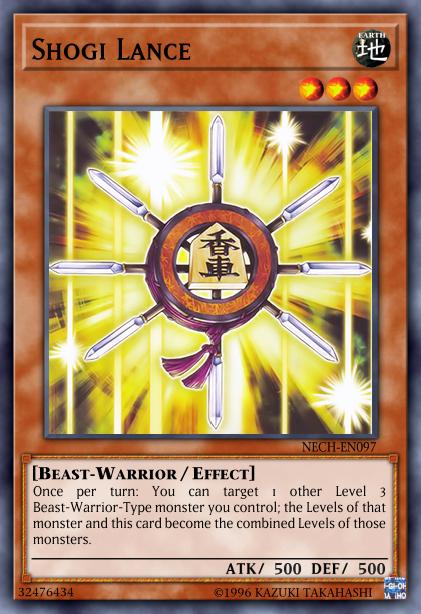 Shogi Lance
EARTH
地
香
車
NECH-EN097
[Beast-Warrior / Effect]
Once per turn: You can target 1 other Level 3
Beast-Warrior-Type monster you control; the Levels of that
monster and this card become the combined Levels of those
monsters.
ATK/ 500 DEF/ 500
32476434
©1996 KAZUKI TAKAHASHI